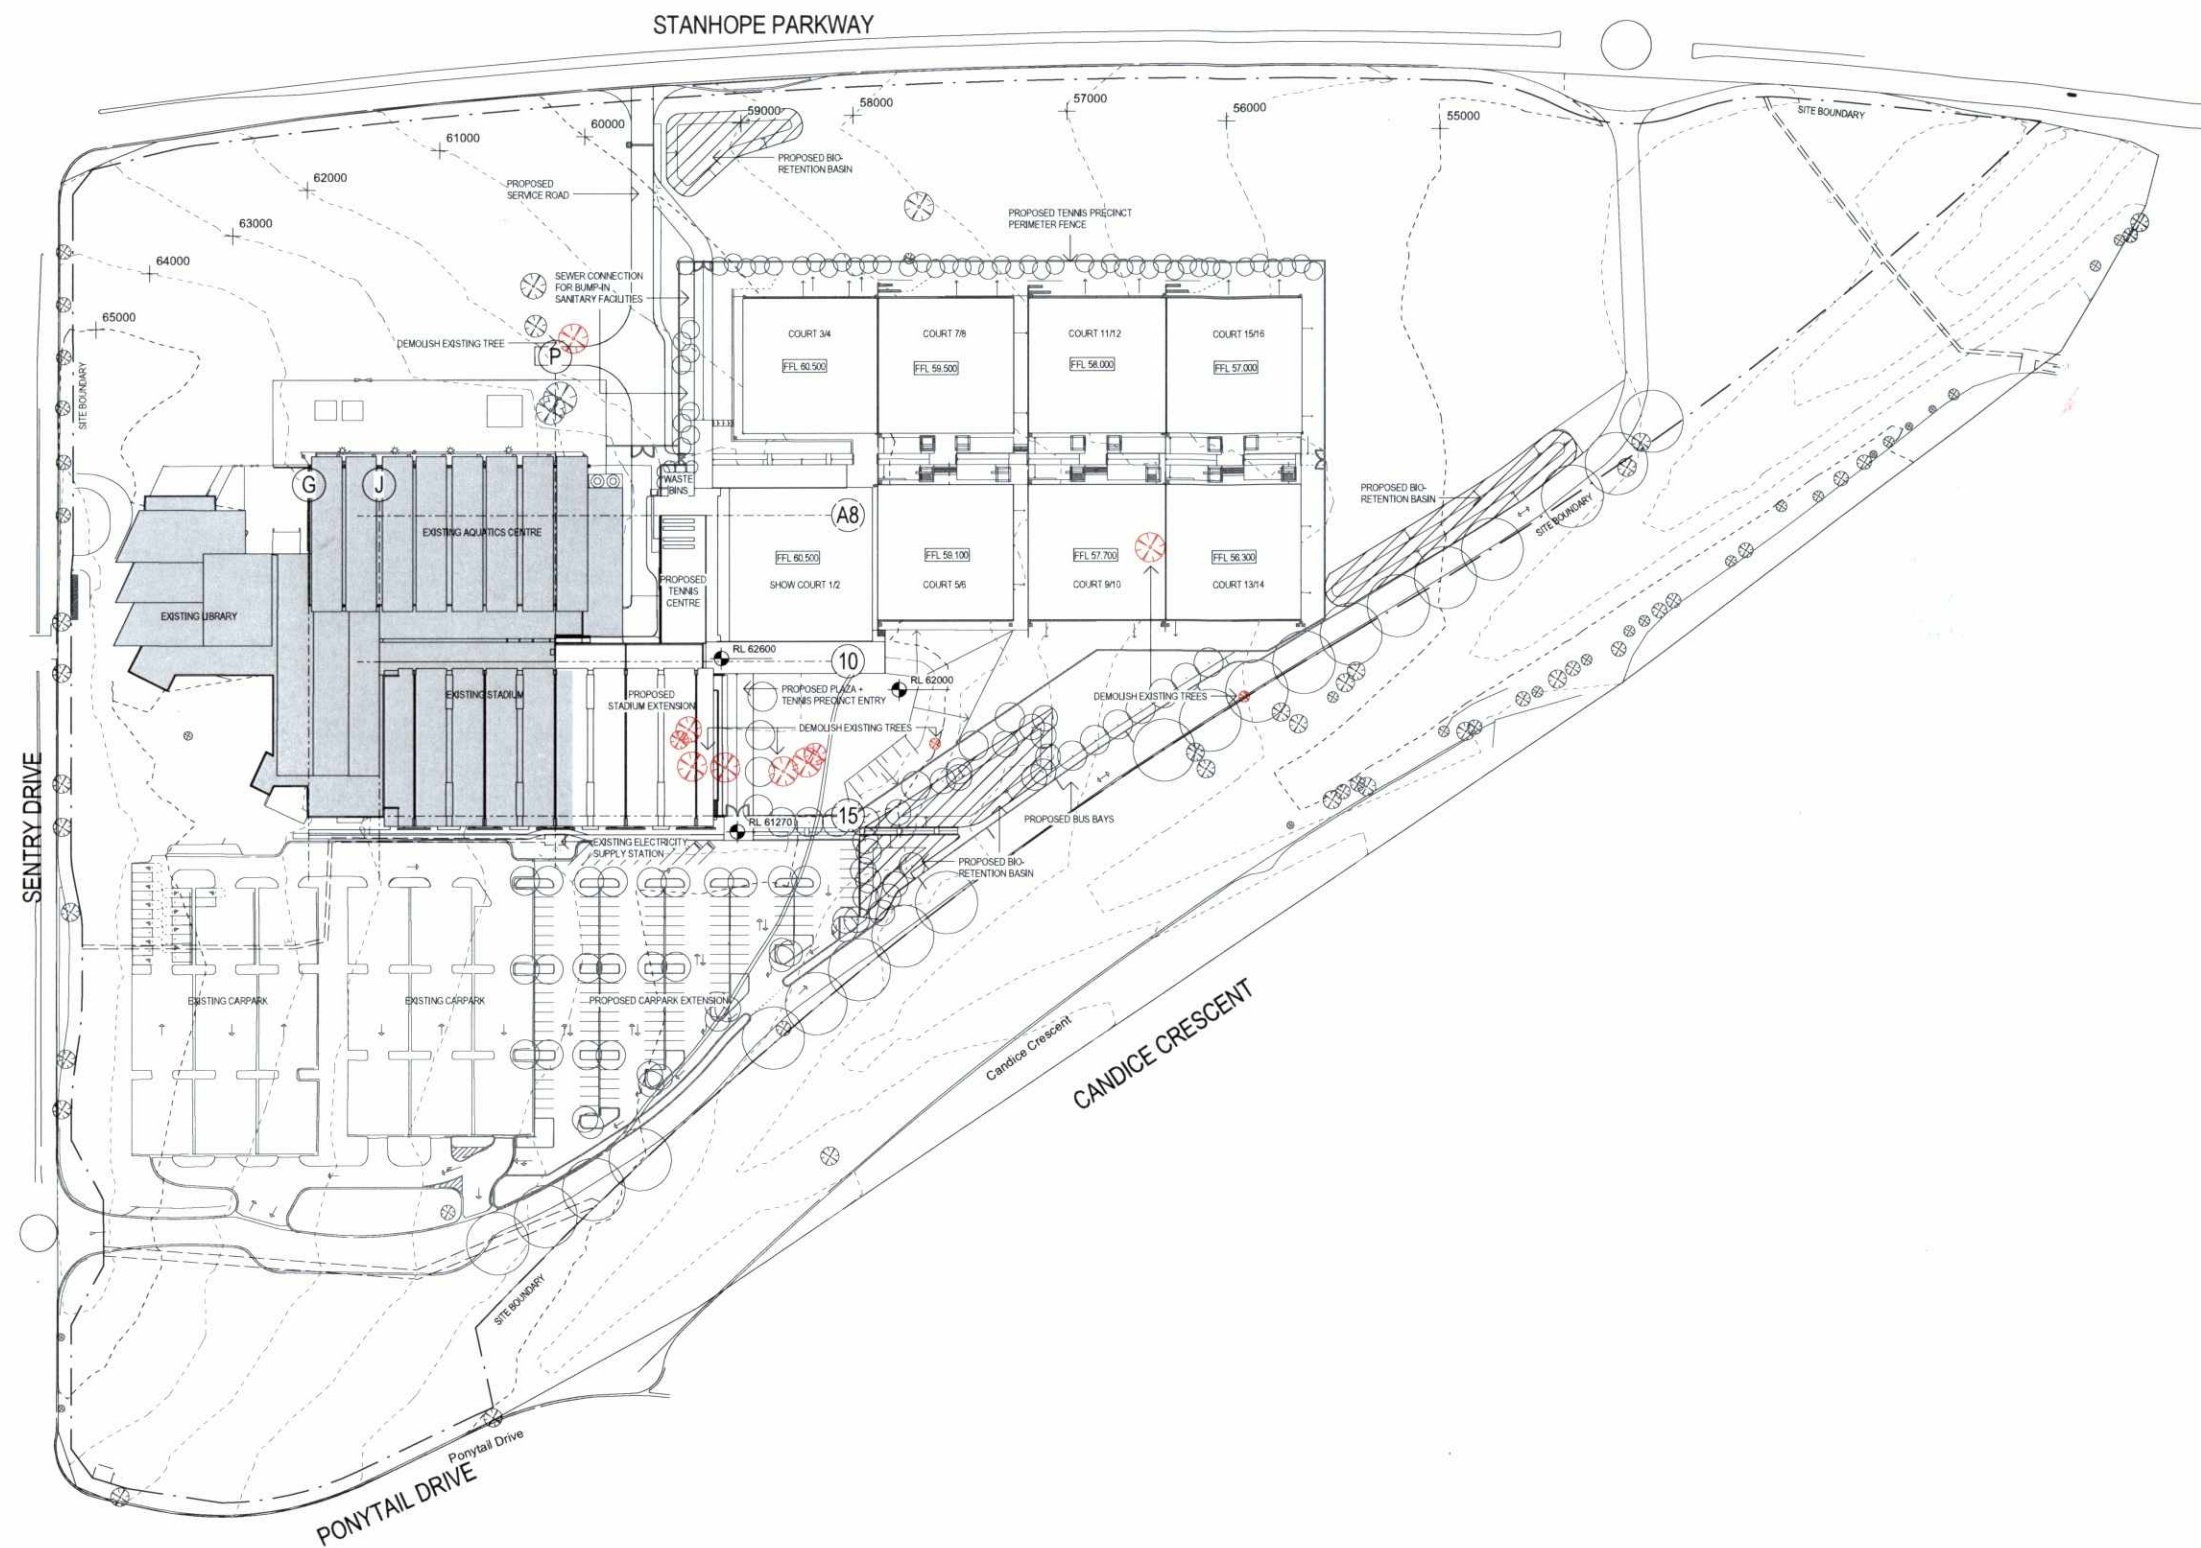 STANHOPE PARKWAY
58000
57000
56000
55000
59000
60000
61000
62000
63000
64000
65000
SITE BOUNDARY
PROPOSED BIO-
RETENTION BASIN
PROPOSED
SERVICE ROAD
PROPOSED TENNIS PRECINCT
PERIMETER FENCE
SEWER CONNECTION
FOR BUMP-IN
SANITARY FACILITIES
DEMOLISH EXISTING TREE
P
SITE BOUNDARY
COURT 3/4
FFL 60.500
COURT 7/8
FFL 59.500
COURT 11/12
FFL 58.000
COURT 15/16
FFL 57.000
G
J
WASTE
BINS
A8
EXISTING AQUATICS CENTRE
PROPOSED BIO-
RETENTION BASIN
SITE BOUNDARY
FFL 60.500
SHOW COURT 1/2
FFL 59.100
COURT 5/6
FFL 57.700
COURT 9/10
FFL 56.300
COURT 13/14
PROPOSED
TENNIS
CENTRE
EXISTING LIBRARY
RL 62600
10
RL 62000
EXISTING STADIUM
PROPOSED
STADIUM EXTENSION
PROPOSED PLAZA +
TENNIS PRECINCT ENTRY
DEMOLISH EXISTING TREES
DEMOLISH EXISTING TREES
SENTRY DRIVE
RL 61270
15
PROPOSED BUS BAYS
EXISTING ELECTRICITY
SUPPLY STATION
PROPOSED BIO-
RETENTION BASIN
EXISTING CARPARK
EXISTING CARPARK
PROPOSED CARPARK EXTENSION
Candice Crescent
CANDICE CRESCENT
SITE BOUNDARY
Ponytail Drive
PONYTAIL DRIVE